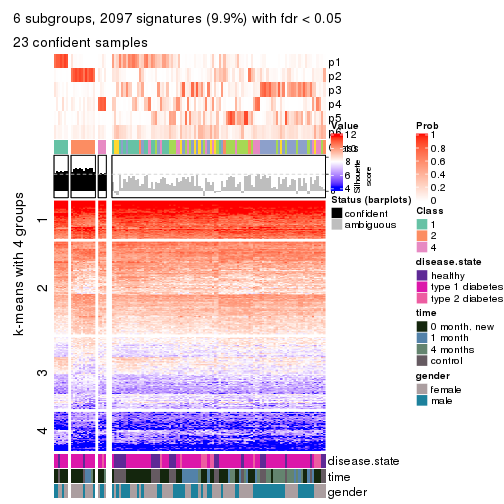 6 subgroups, 2097 signatures (9.9%) with fdr < 0.05
23 confident samples
p1
p2
p3
p4
p5
Value
12
8
6
4
Silhouette
score
Status (barplots)
confident
ambiguous
k-means with 4 groups
1
2
3
4
disease.state
time
gender
Prob
1
0.8
0.6
0.4
0.2
0
Class
1
2
4
disease.state
healthy
type 1 diabetes
type 2 diabetes
time
0 month. new
1 month
4 months
control
gender
female
male